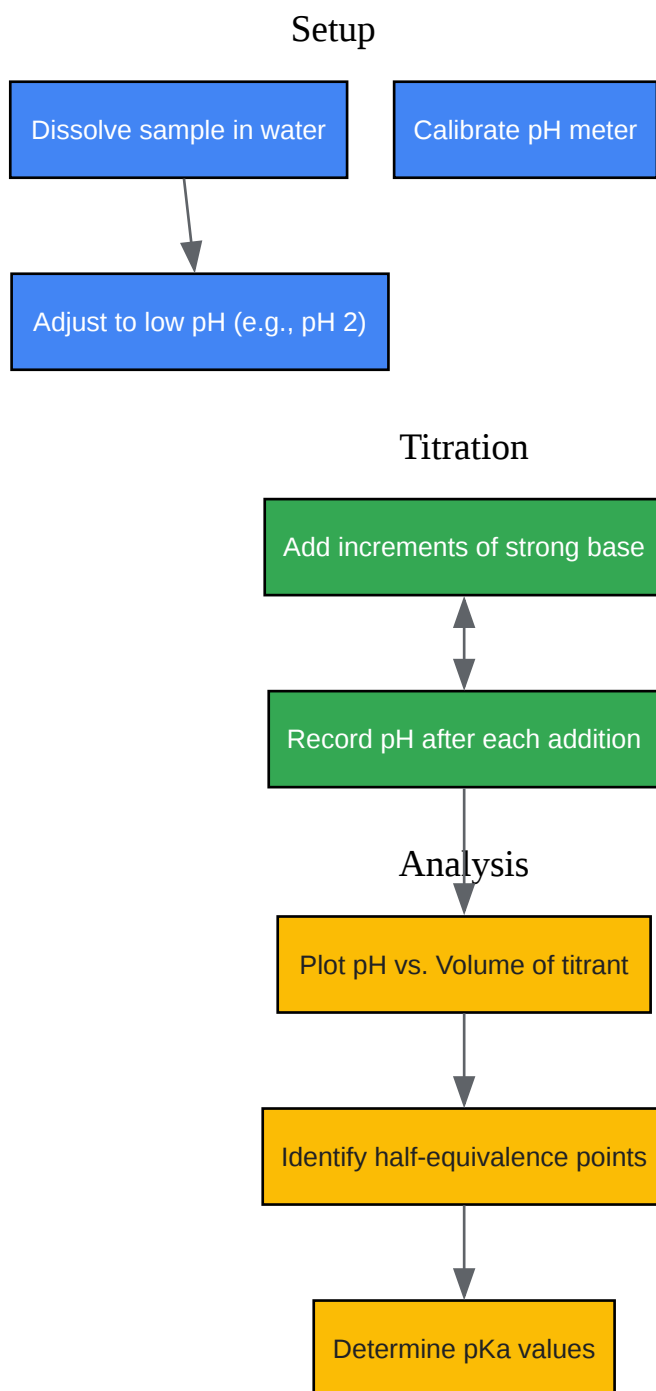 Setup
Dissolve sample in water
Calibrate pH meter
Adjust to low pH (e.g., pH 2)
Titration
Add increments of strong base
Record pH after each addition
Analysis
Plot pH vs. Volume of titrant
Identify half-equivalence points
Determine pKa values